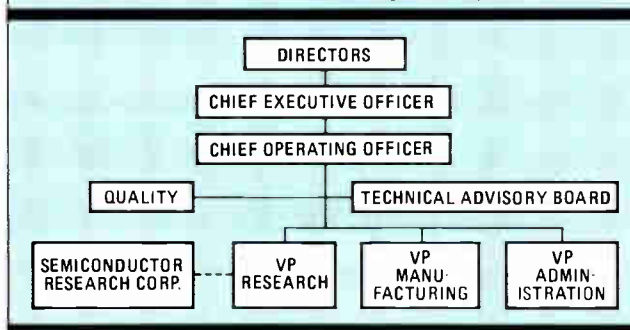 DIRECTORS
CHIEF EXECUTIVE OFFICER
CHIEF OPERATING OFFICER
QUALITY
TECHNICAL ADVISORY BOARD
SEMICONDUCTOR
RESEARCH CORP.
VP
RESEARCH
VP
MANU-
FACTURING
VP
ADMIN-
ISTRATION